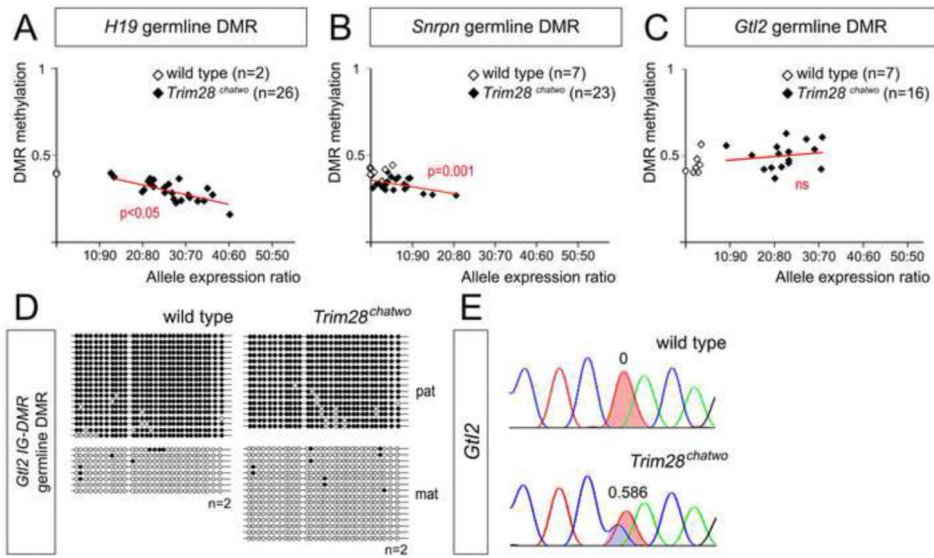 A
H19 germline DMR
DMR methylation
1
0.5
wild type (n=2)
Trim28 chatwo (n=26)
p<0.05
10:90 20:80 30:70 40:60 50:50
Allele expression ratio
B
Snrpn germline DMR
DMR methylation
1
0.5
wild type (n=7)
Trim28 chatwo (n=23)
p=0.001
10:90 20:80 30:70 40:60 50:50
Allele expression ratio
C
Gtl2 germline DMR
DMR methylation
1
0.5
wild type (n=7)
Trim28 chatwo (n=16)
ns
10:90 20:80 30:70 40:60 50:50
Allele expression ratio
D
Gtl2 IG-DMR
germline DMR
wild type
Trim28chatwo
pat
mat
n=2
n=2
E
Gtl2
wild type
0
Trim28chatwo
0.586